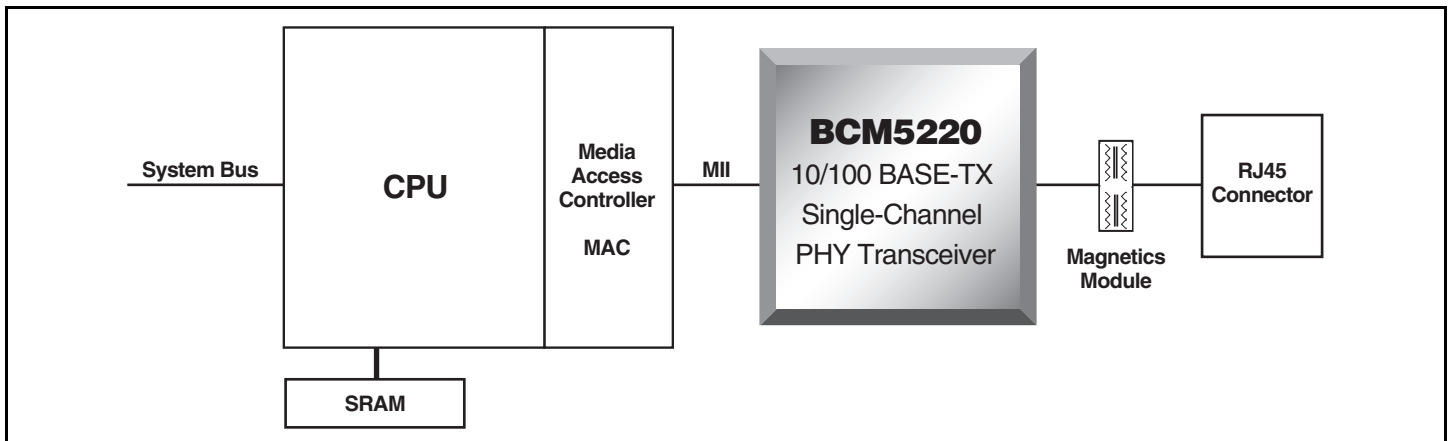 System Bus
CPU
Media
Access
Controller
MAC
MII
BCM5220
10/100 BASE-TX
Single-Channel
PHY Transceiver
Magnetics
Module
RJ45
Connector
SRAM